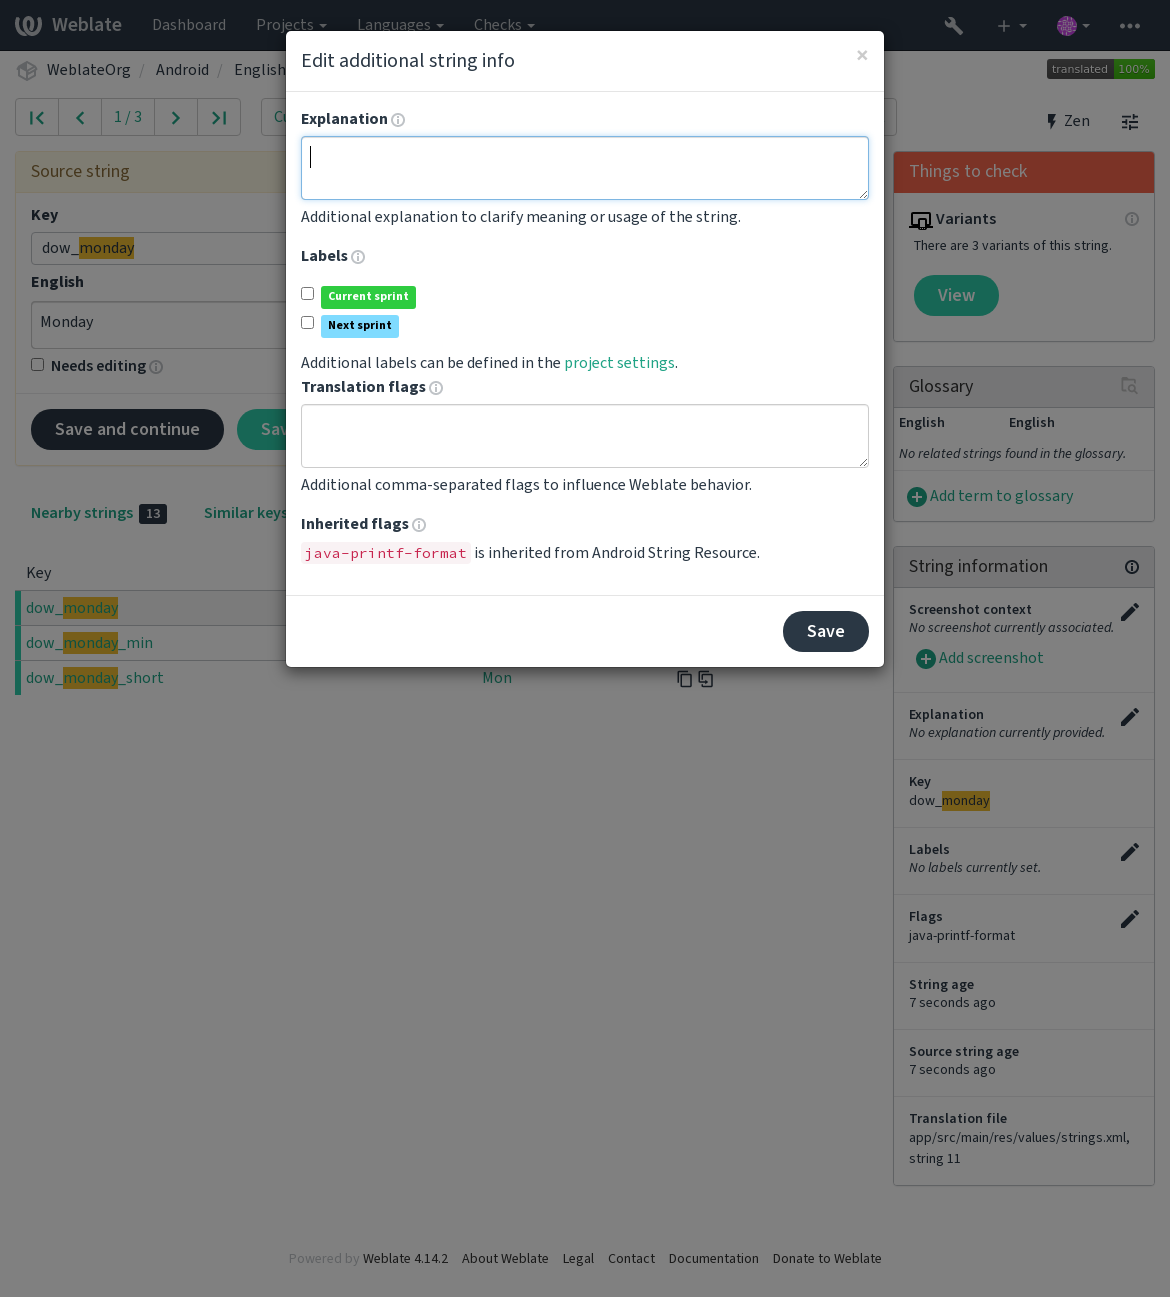 Weblate Dashboard Projects Languages Checks
WeblateOrg / Android / English
translated 100%
1 / 3
Zen
Edit additional string info
×
Explanation
Additional explanation to clarify meaning or usage of the string.
Labels
Current sprint
Next sprint
Additional labels can be defined in the project settings.
Translation flags
Additional comma-separated flags to influence Weblate behavior.
Inherited flags
java-printf-format is inherited from Android String Resource.
Save
Source string
Key
dow_monday
English
Monday
Needs editing
Save and continue
Nearby strings 13 Similar keys
Key
dow_monday
dow_monday_min
dow_monday_short Mon
Things to check
Variants
There are 3 variants of this string.
View
Glossary
English English
No related strings found in the glossary.
Add term to glossary
String information
Screenshot context
No screenshot currently associated.
Add screenshot
Explanation
No explanation currently provided.
Key
dow_monday
Labels
No labels currently set.
Flags
java-printf-format
String age
7 seconds ago
Source string age
7 seconds ago
Translation file
app/src/main/res/values/strings.xml,
string 11
Powered by Weblate 4.14.2 About Weblate Legal Contact Documentation Donate to Weblate